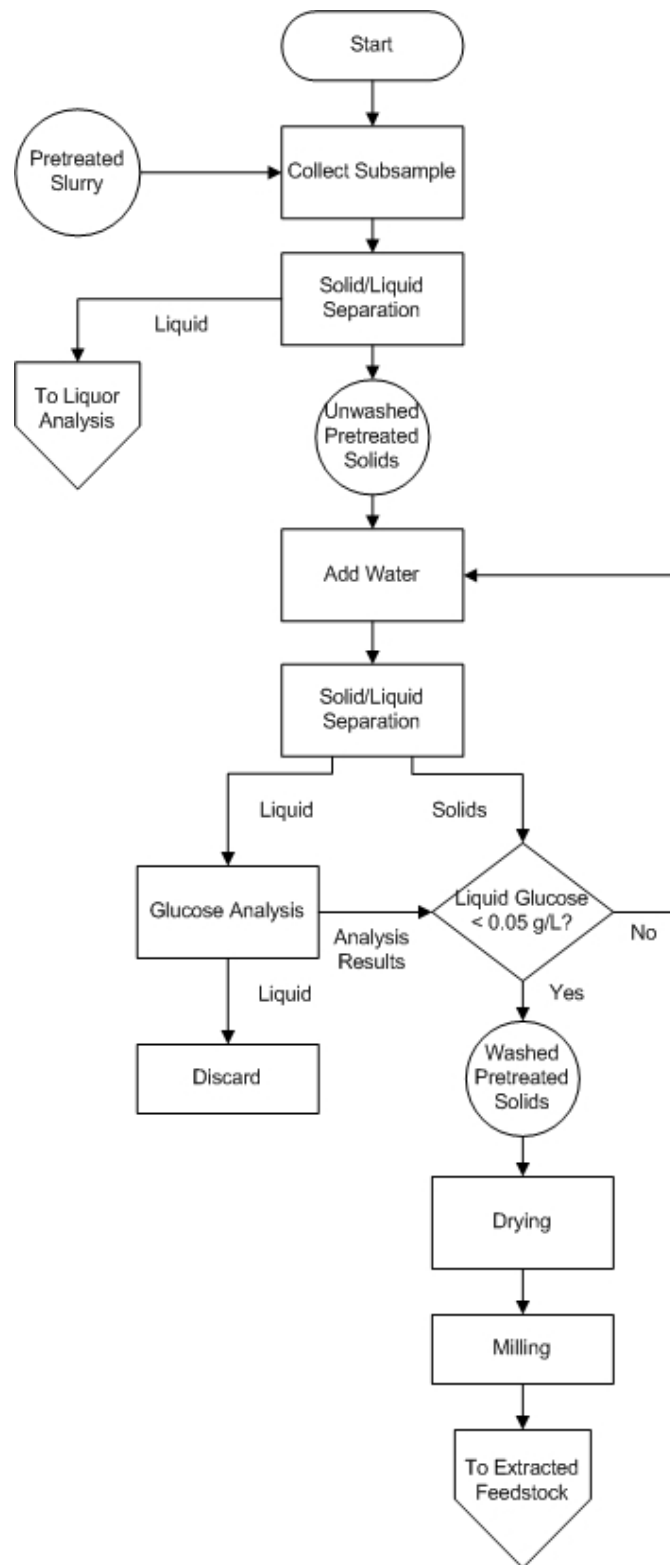 Start
Pretreated
Slurry
Collect Subsample
Solid/Liquid
Separation
Liquid
To Liquor
Analysis
Unwashed
Pretreated
Solids
Add Water
Solid/Liquid
Separation
Liquid
Solids
Glucose Analysis
Analysis
Results
Liquid Glucose
< 0.05 g/L?
No
Liquid
Yes
Discard
Washed
Pretreated
Solids
Drying
Milling
To Extracted
Feedstock